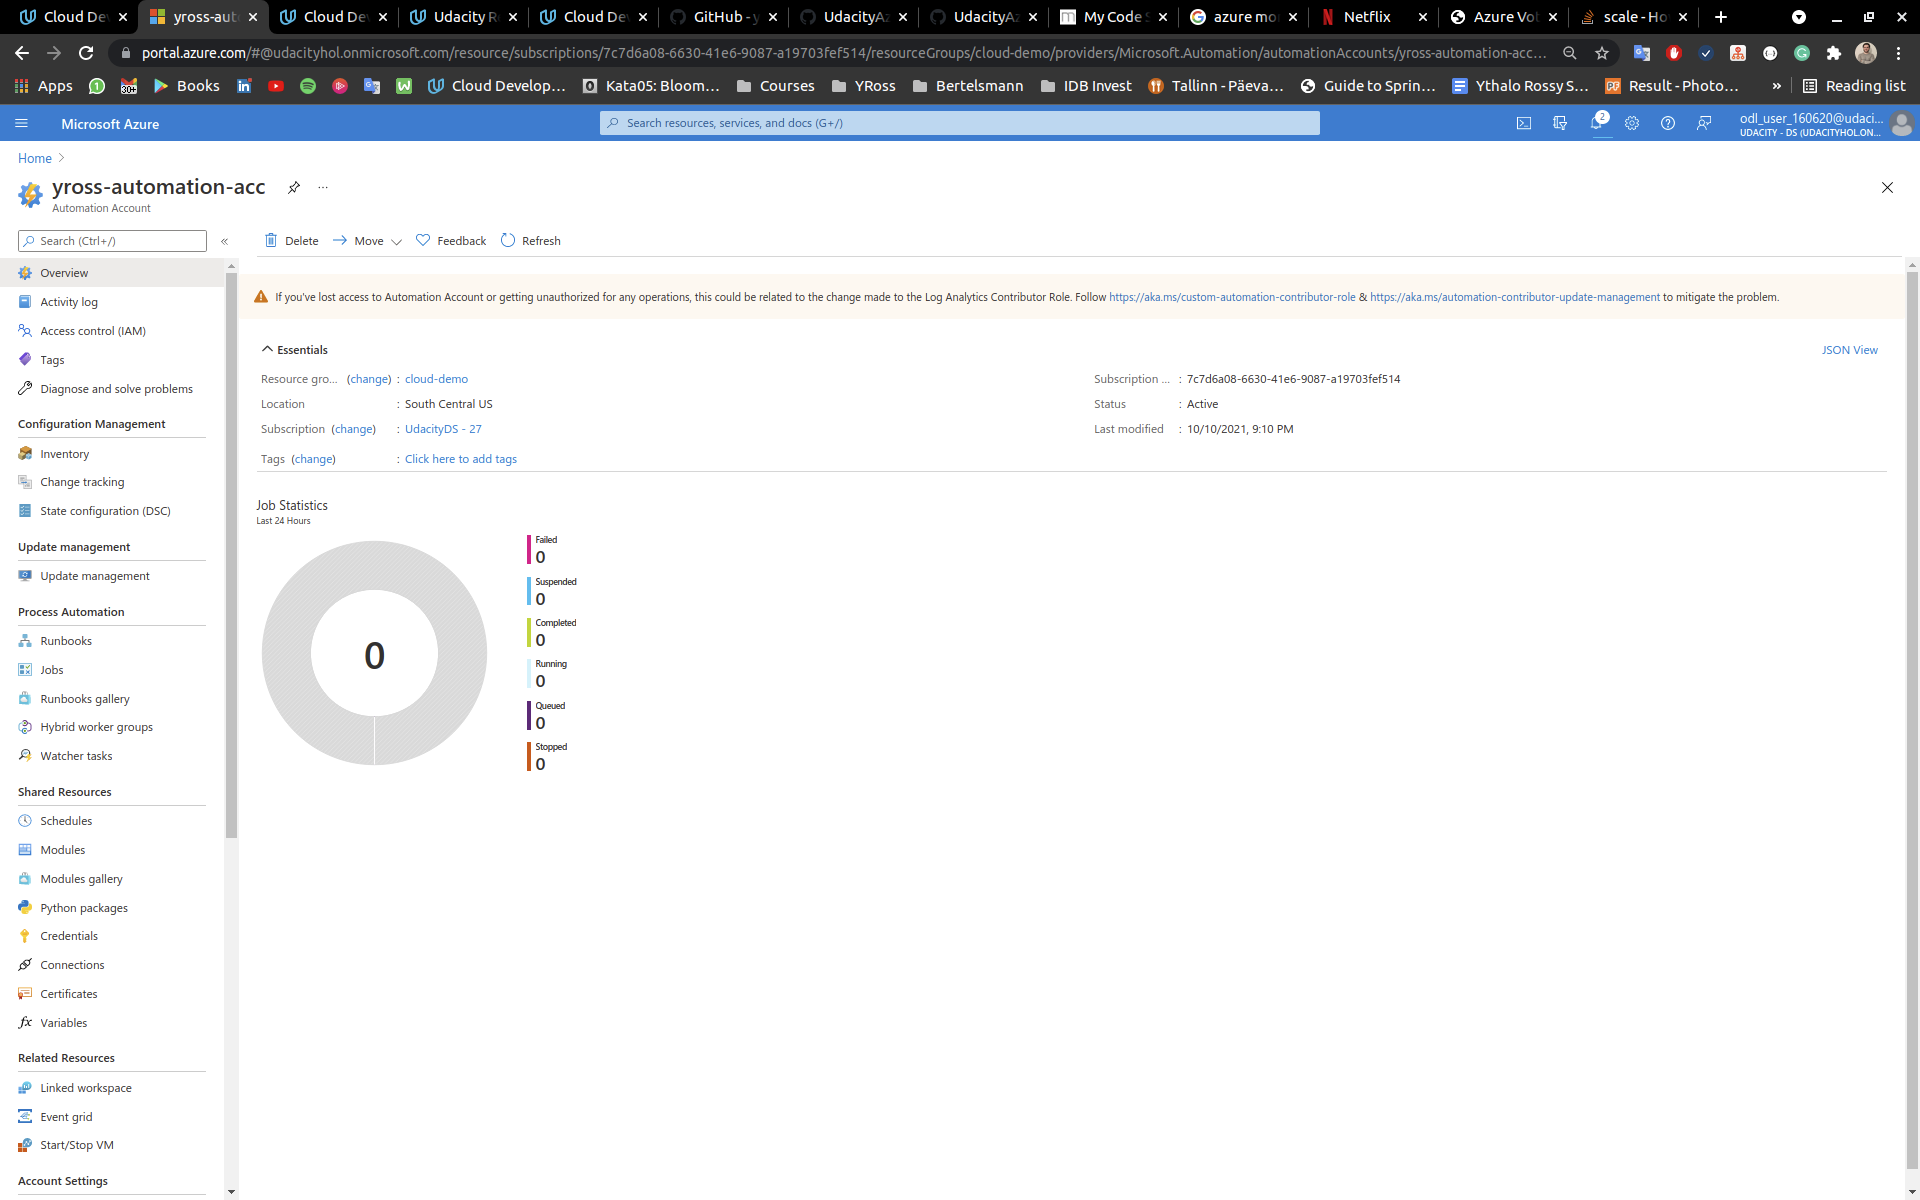 Cloud De
yross-aut
Cloud De
Udacity R
Cloud De
GitHub - y
UdacityAz
UdacityAz
My Code S
azure mo
Netflix
Azure Vo
scale - Ho
portal.azure.com/#@udacityhol.onmicrosoft.com/resource/subscriptions/7c7d6a08-6630-41e6-9087-a19703fef514/resourceGroups/cloud-demo/providers/Microsoft.Automation/automationAccounts/yross-automation-acc...
Apps
30+
Books
Cloud Develop...
Kata05: Bloom...
Courses
YRoss
Bertelsmann
IDB Invest
Tallinn - Päeva...
Guide to Sprin...
Ythalo Rossy S...
Result - Photo...
»
Reading list
Microsoft Azure
Search resources, services, and docs (G+/)
2
odl_user_160620@udaci...
UDACITY - DS (UDACITYHOL.ON...
Home
yross-automation-acc
...
Automation Account
Search (Ctrl+/)
«
Delete
Move
Feedback
Refresh
Overview
Activity log
Access control (IAM)
Tags
Diagnose and solve problems
Configuration Management
Inventory
Change tracking
State configuration (DSC)
Update management
Update management
Process Automation
Runbooks
Jobs
Runbooks gallery
Hybrid worker groups
Watcher tasks
Shared Resources
Schedules
Modules
Modules gallery
Python packages
Credentials
Connections
Certificates
Variables
Related Resources
Linked workspace
Event grid
Start/Stop VM
Account Settings
If you've lost access to Automation Account or getting unauthorized for any operations, this could be related to the change made to the Log Analytics Contributor Role. Follow https://aka.ms/custom-automation-contributor-role & https://aka.ms/automation-contributor-update-management to mitigate the problem.
Essentials
JSON View
Resource gro... (change) : cloud-demo
Location : South Central US
Subscription (change) : UdacityDS - 27
Tags (change) : Click here to add tags
Subscription ... : 7c7d6a08-6630-41e6-9087-a19703fef514
Status : Active
Last modified : 10/10/2021, 9:10 PM
Job Statistics
Last 24 Hours
0
Failed
0
Suspended
0
Completed
0
Running
0
Queued
0
Stopped
0